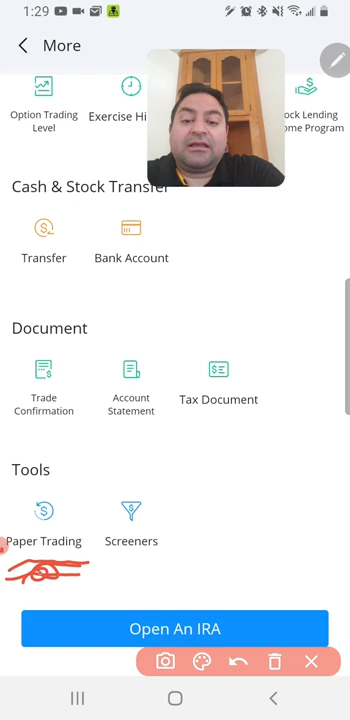 1:29
More
Option Trading Level
Exercise Hi
ock Lending
ome Program
Cash & Stock Transfer
Transfer
Bank Account
Document
Trade Confirmation
Account Statement
Tax Document
Tools
Paper Trading
Screeners
Open An IRA